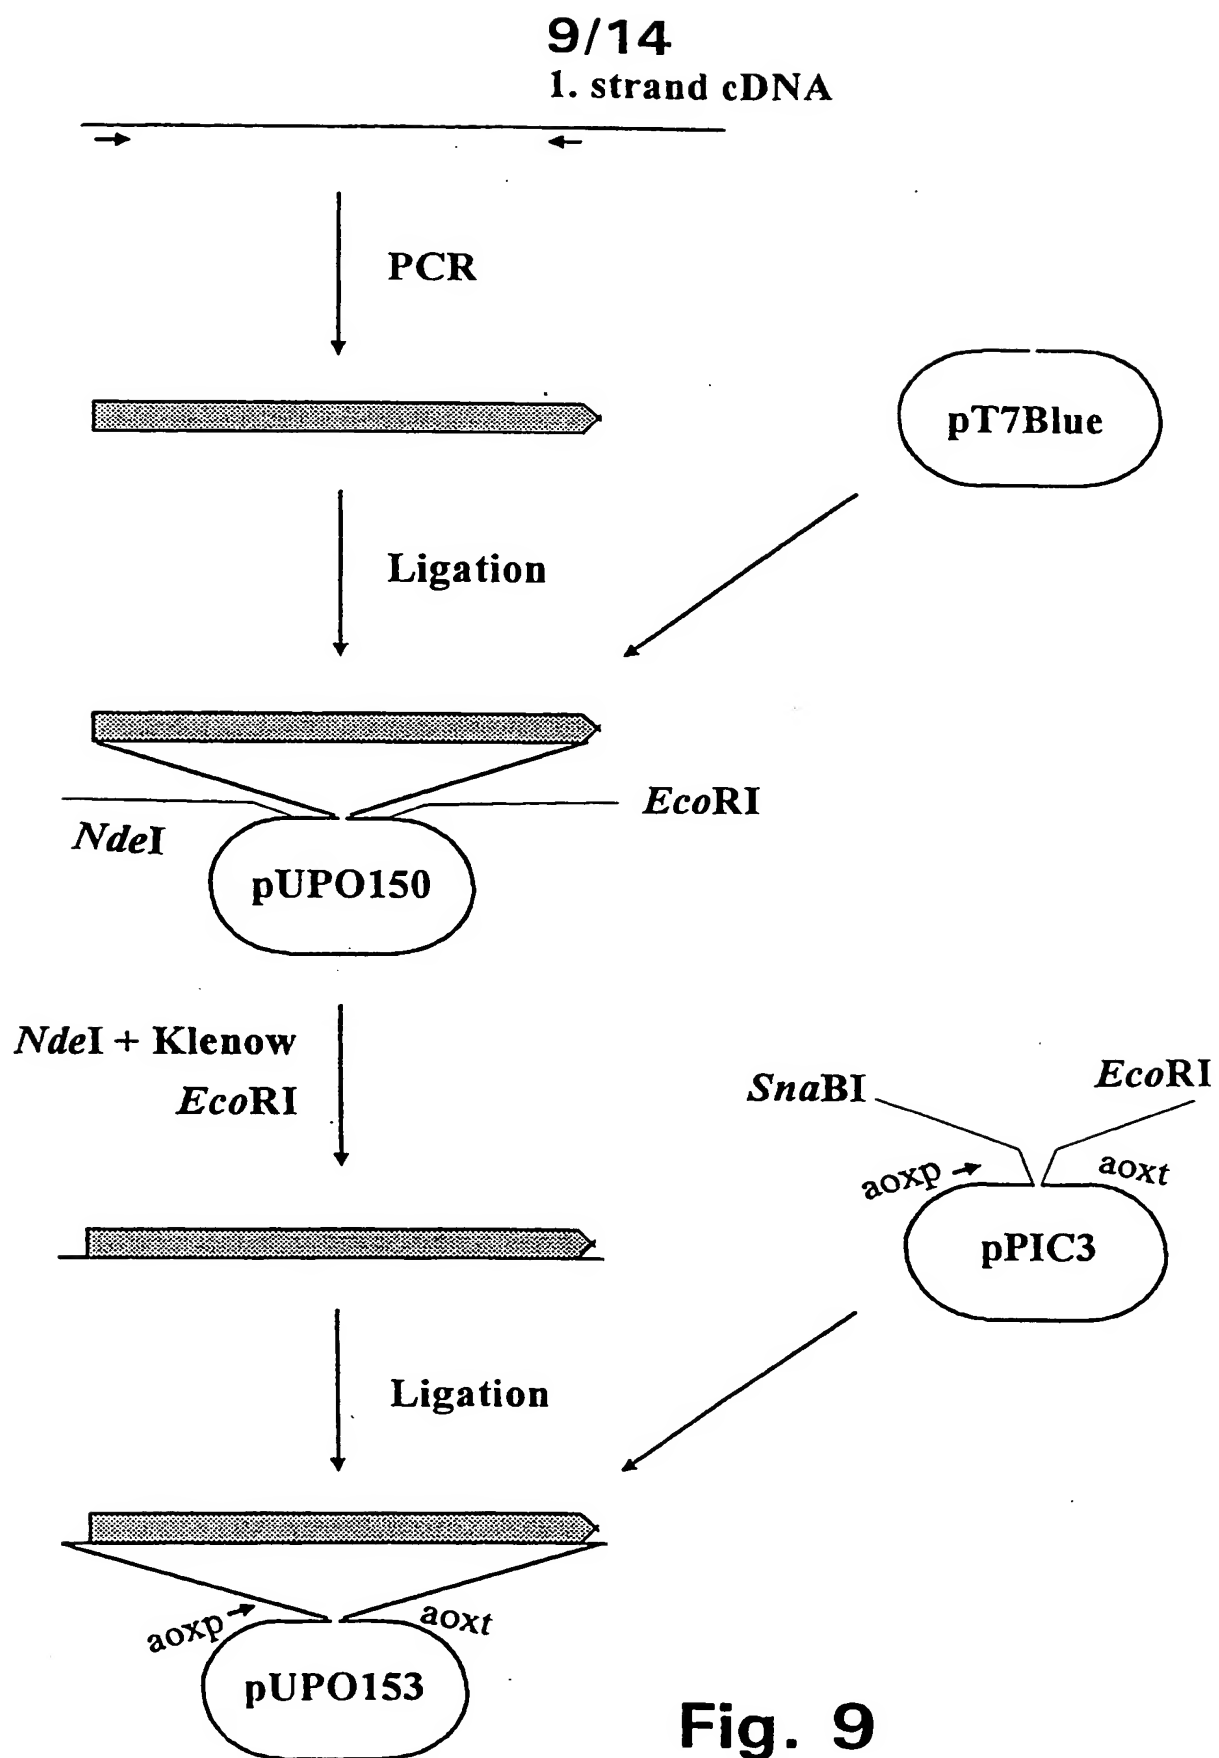 9/14
1. strand cDNA
PCR
pT7Blue
Ligation
NdeI
EcoRI
pUPO150
NdeI + Klenow
EcoRI
SnaBI
EcoRI
aoxp
aoxt
pPIC3
Ligation
aoxp
aoxt
pUPO153
Fig. 9